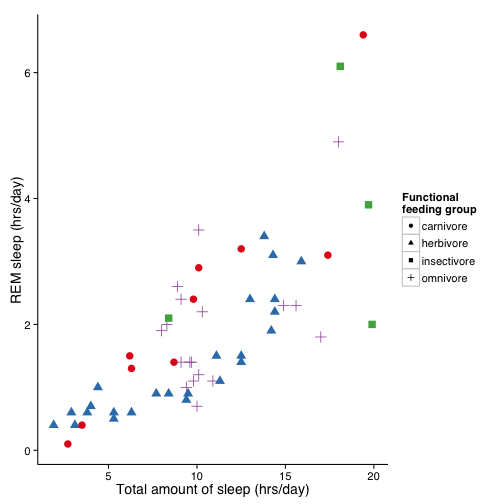 6
4
2
0
REM sleep (hrs/day)
5
10
15
20
Total amount of sleep (hrs/day)
Functional
feeding group
carnivore
herbivore
insectivore
omnivore